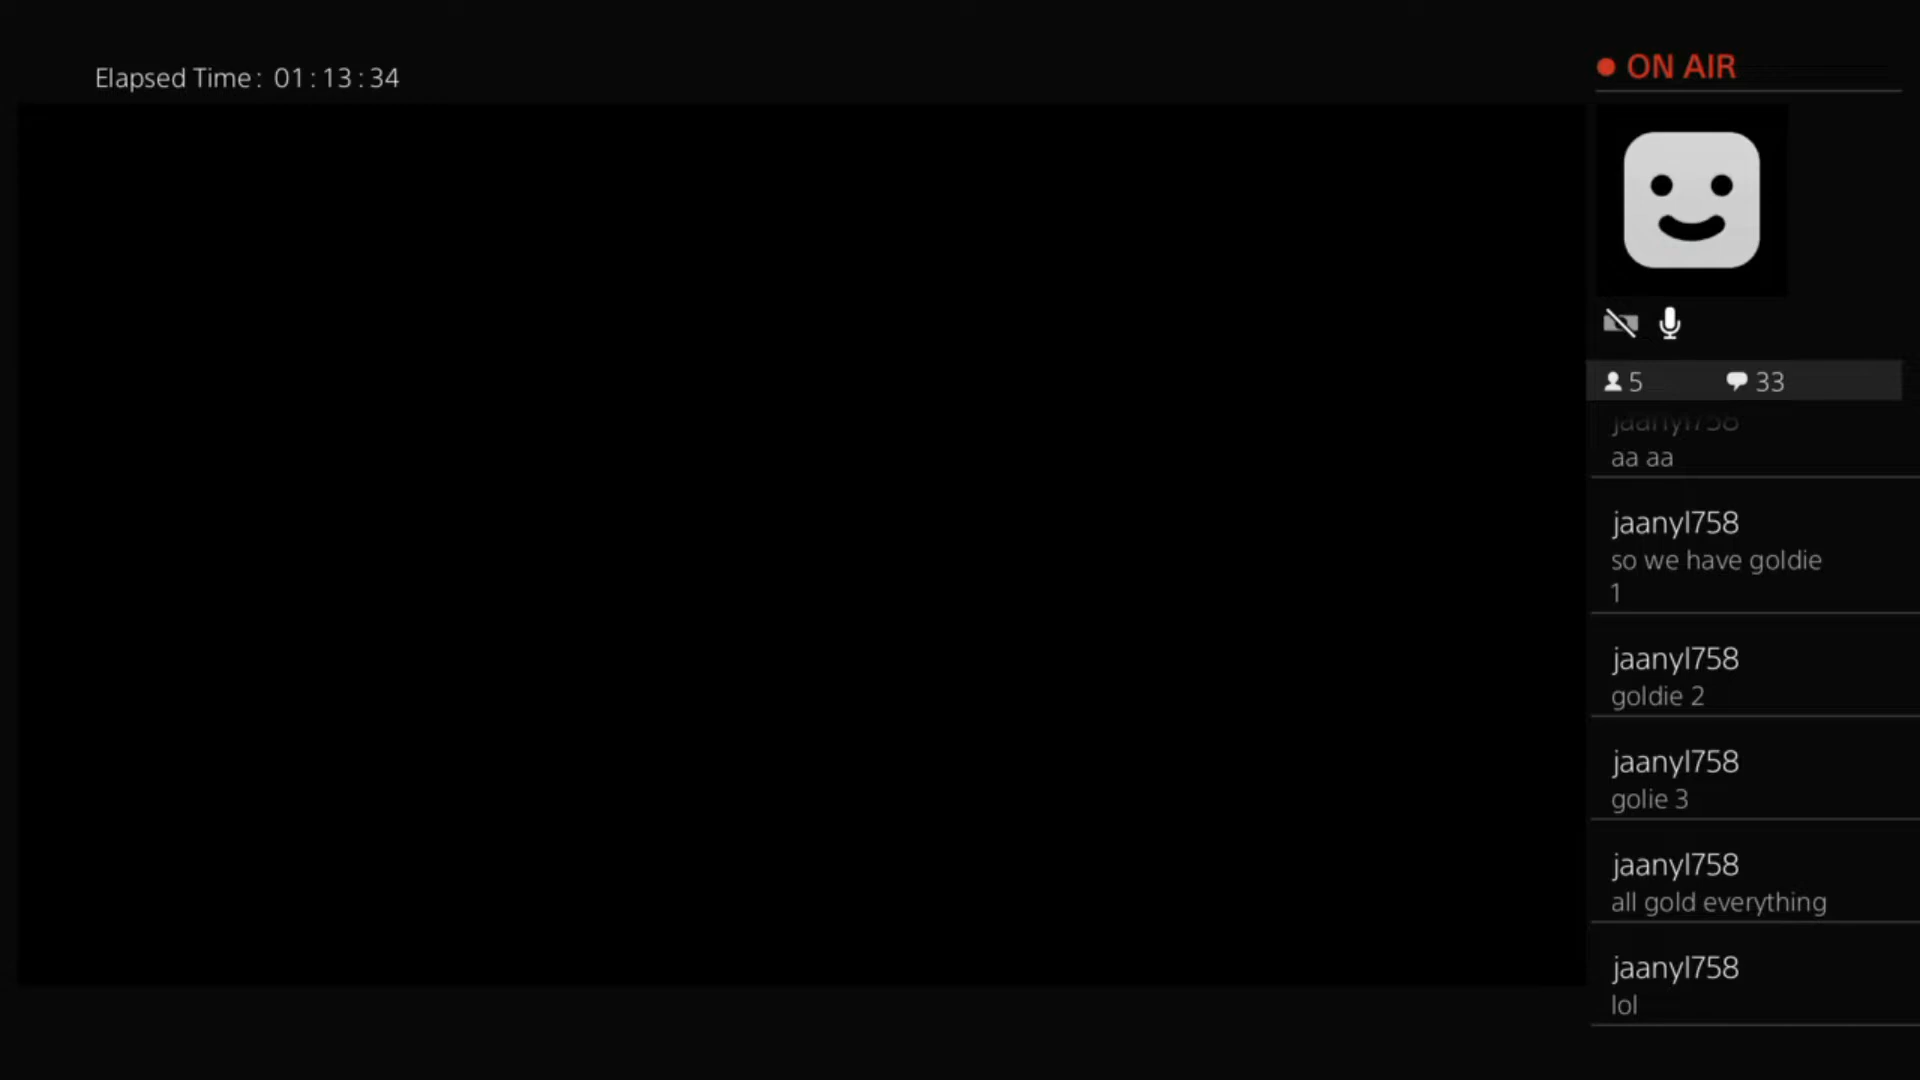 Elapsed Time: 01:13:34
ON AIR
5 33
jaanyl758
aa aa
jaanyl758
so we have goldie
1
jaanyl758
goldie 2
jaanyl758
golie 3
jaanyl758
all gold everything
jaanyl758
lol